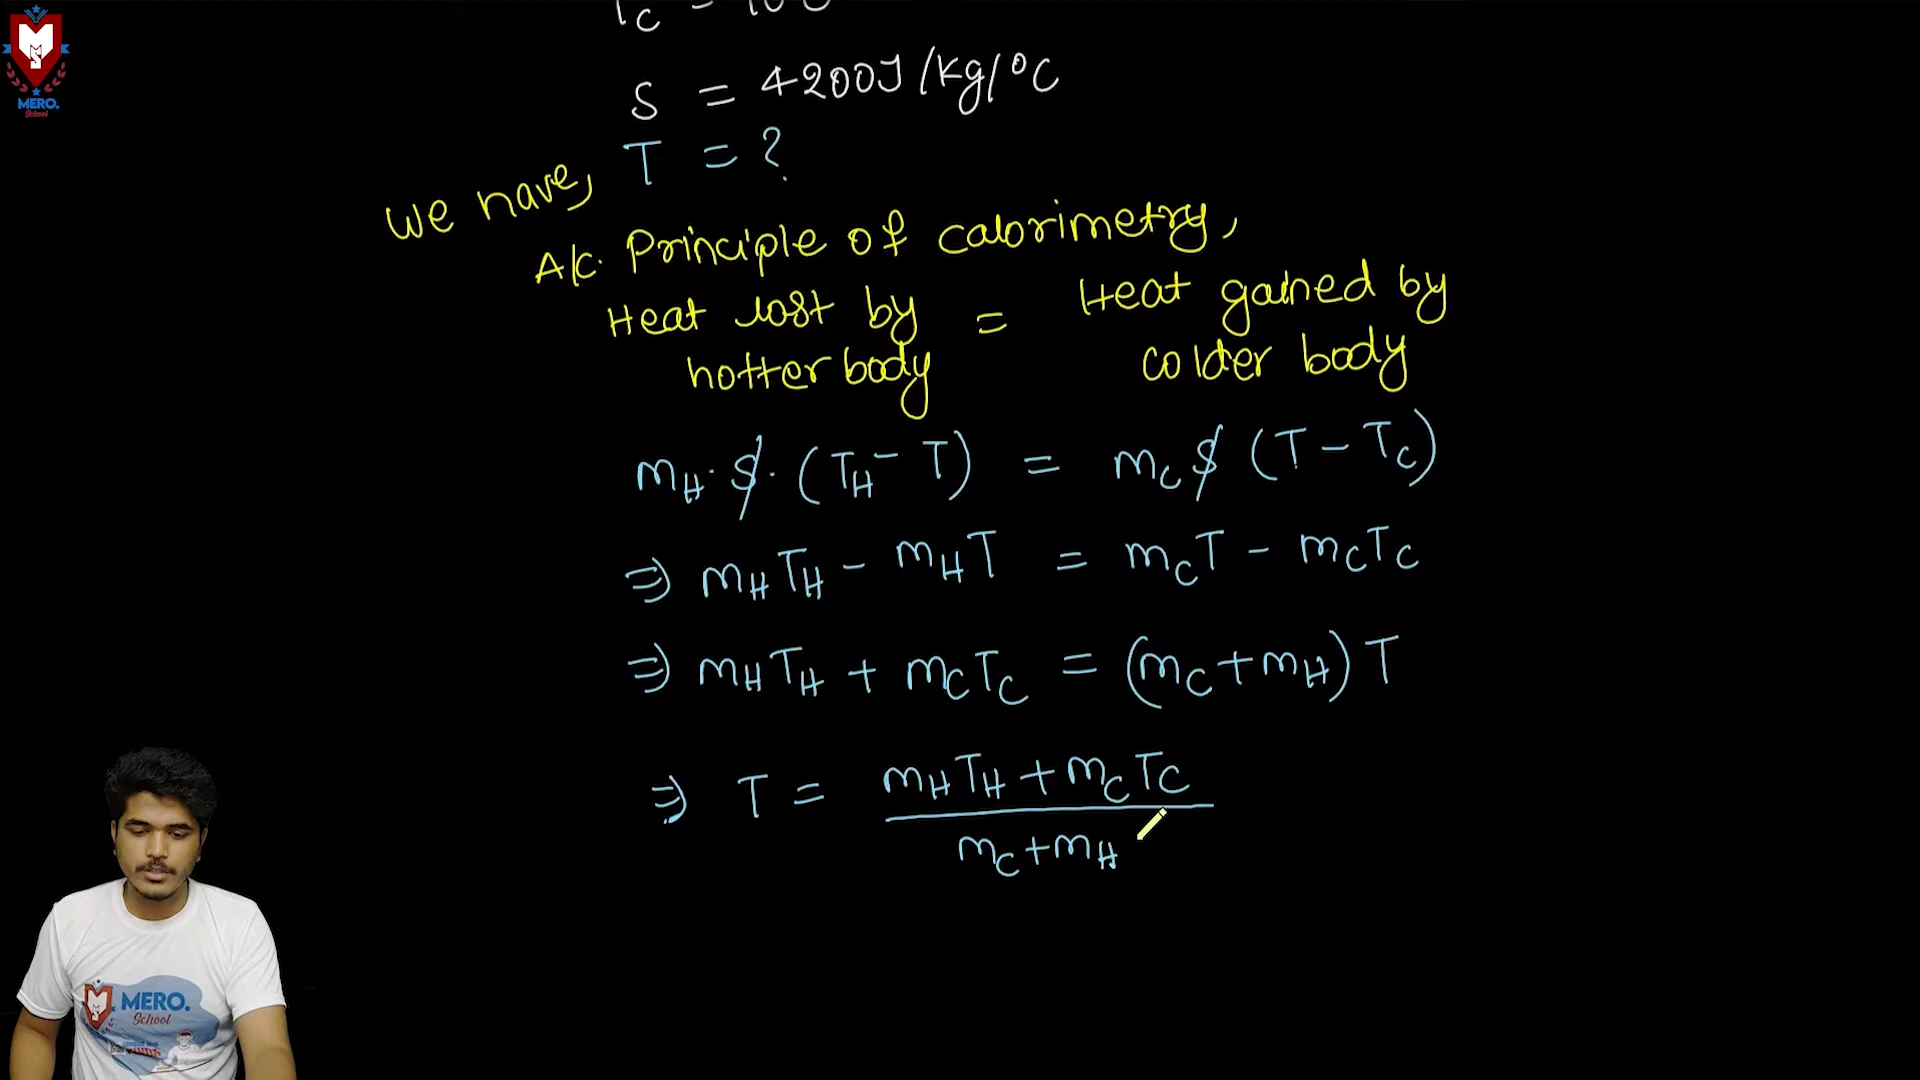 MERO.
School
S = 4200J/kg/°C
T = ?
We have,
A/c. Principle of calorimetry,
Heat lost by hotter body = Heat gained by colder body
m_H · S · (T_H - T) = m_C S (T - T_C)
⇒ m_H T_H - m_H T = m_C T - m_C T_C
⇒ m_H T_H + m_C T_C = (m_C + m_H) T
⇒ T = (m_H T_H + m_C T_C) / (m_C + m_H)
MERO.
School